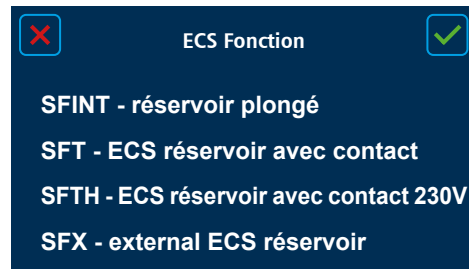 ECS Fonction
SFINT - réservoir plongé
SFT - ECS réservoir avec contact
SFTH - ECS réservoir avec contact 230V
SFX - external ECS réservoir